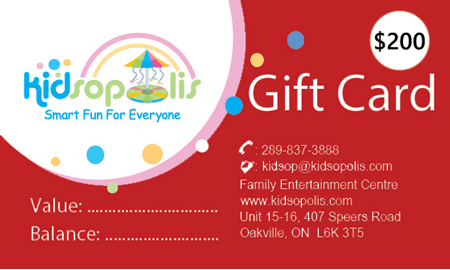 kidsopolis
Smart Fun For Everyone
$200
Gift Card
: 289-837-3888
: kidsop@kidsopolis.com
Family Entertainment Centre
www.kidsopolis.com
Unit 15-16, 407 Speers Road
Oakville, ON L6K 3T5
Value: ...............................
Balance: ...........................